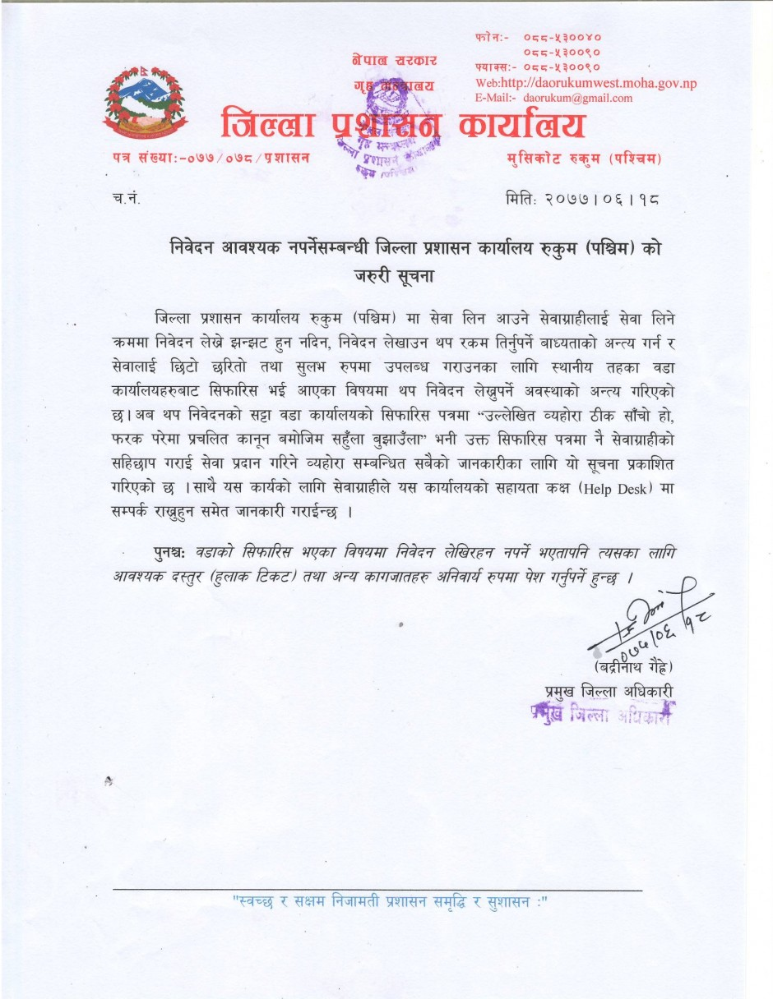 फोनः- ०८८-५३००४०
०८८-५३००९०
नेपाल सरकार
फ्याक्सः- ०८८-५३००९०
गृह मन्त्रालय
Web:http://daorukumwest.moha.gov.np
E-Mail:- daorukum@gmail.com
जिल्ला प्रशासन कार्यालय
पत्र संख्याः-०७७/०७८/प्रशासन
मुसिकोट रुकुम (पश्चिम)
च.नं.
मितिः २०७७।०६।१८
निवेदन आवश्यक नपर्नेसम्बन्धी जिल्ला प्रशासन कार्यालय रुकुम (पश्चिम) को
जरुरी सूचना
जिल्ला प्रशासन कार्यालय रुकुम (पश्चिम) मा सेवा लिन आउने सेवाग्राहीलाई सेवा लिने
क्रममा निवेदन लेख्ने झन्झट हुन नदिन, निवेदन लेखाउन थप रकम तिर्नुपर्ने बाध्यताको अन्त्य गर्न र
सेवालाई छिटो छरितो तथा सुलभ रुपमा उपलब्ध गराउनका लागि स्थानीय तहका वडा
कार्यालयहरुबाट सिफारिस भई आएका विषयमा थप निवेदन लेख्नुपर्ने अवस्थाको अन्त्य गरिएको
छ। अब थप निवेदनको सट्टा वडा कार्यालयको सिफारिस पत्रमा “उल्लेखित व्यहोरा ठीक साँचो हो,
फरक परेमा प्रचलित कानून बमोजिम सहुँला बुझाउँला” भनी उक्त सिफारिस पत्रमा नै सेवाग्राहीको
सहिछाप गराई सेवा प्रदान गरिने व्यहोरा सम्बन्धित सबैको जानकारीका लागि यो सूचना प्रकाशित
गरिएको छ । साथै यस कार्यको लागि सेवाग्राहीले यस कार्यालयको सहायता कक्ष (Help Desk) मा
सम्पर्क राख्नुहुन समेत जानकारी गराईन्छ ।
पुनश्चः वडाको सिफारिस भएका विषयमा निवेदन लेखिरहन नपर्ने भएतापनि त्यसका लागि
आवश्यक दस्तुर (हुलाक टिकट) तथा अन्य कागजातहरु अनिवार्य रुपमा पेश गर्नुपर्ने हुन्छ ।
(बद्रीनाथ गैह्रे)
प्रमुख जिल्ला अधिकारी
प्रमुख जिल्ला अधिकारी
"स्वच्छ र सक्षम निजामती प्रशासन समृद्धि र सुशासन :"